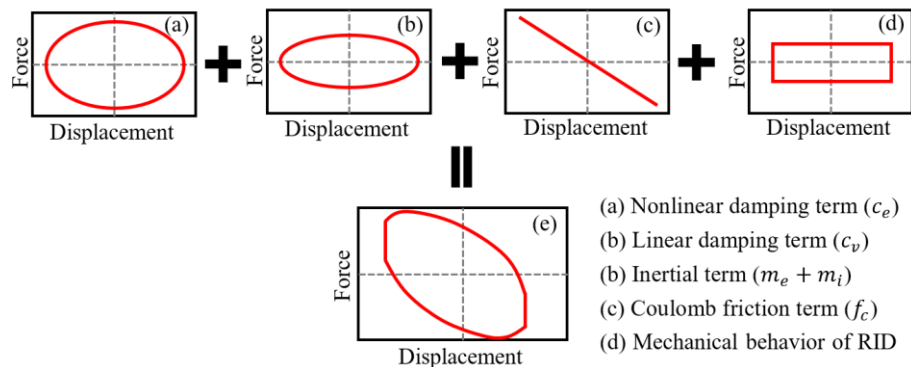 (a)
Force
Displacement
+
(b)
Force
Displacement
+
(c)
Force
Displacement
+
(d)
Force
Displacement
=
(e)
Force
Displacement
(a) Nonlinear damping term (cₑ)
(b) Linear damping term (cᵥ)
(b) Inertial term (mₑ + mᵢ)
(c) Coulomb friction term (f_c)
(d) Mechanical behavior of RID